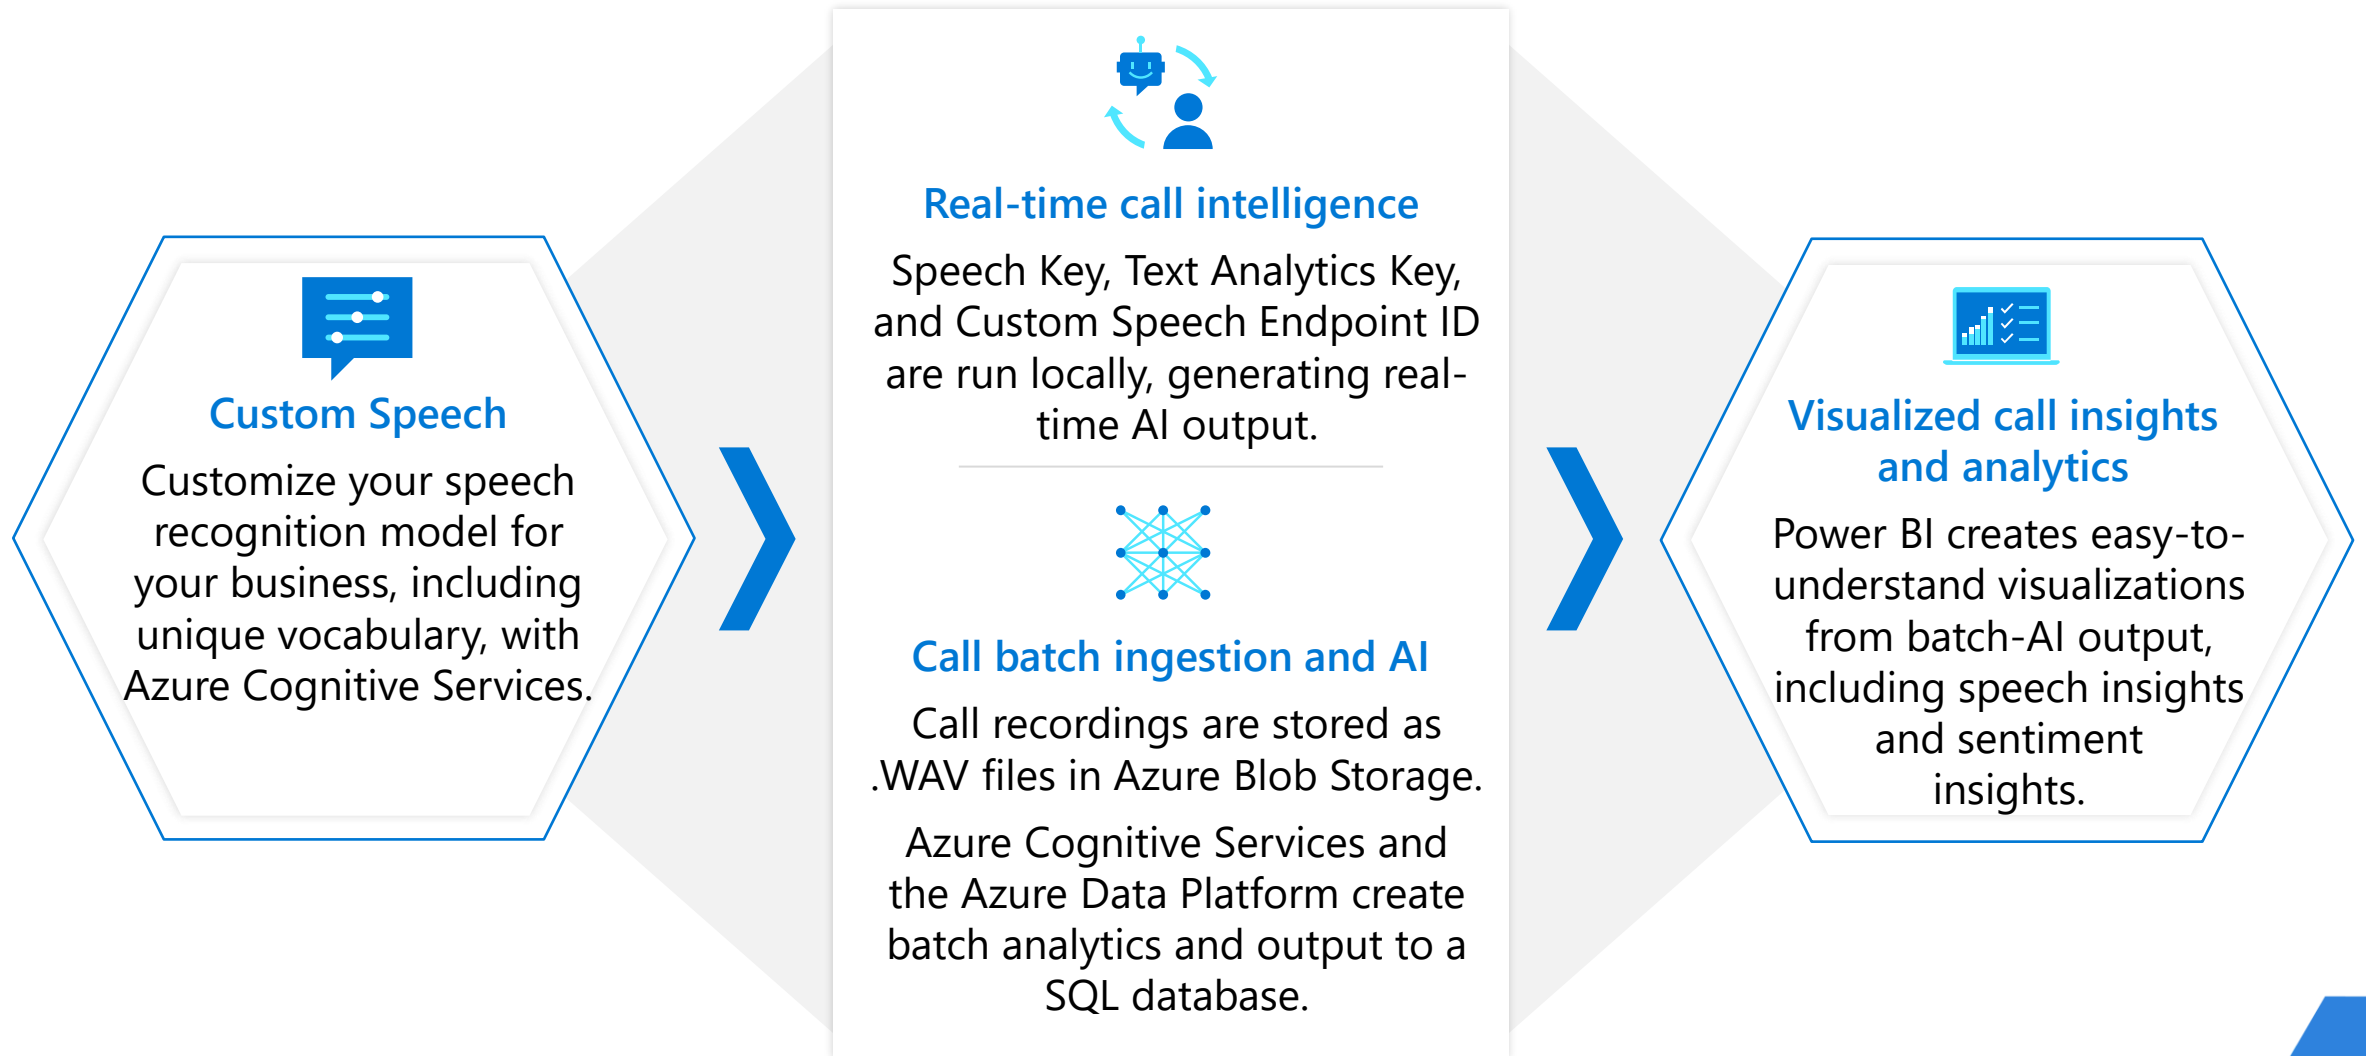 Custom Speech
Customize your speech
recognition model for
your business, including
unique vocabulary, with
Azure Cognitive Services.
Real-time call intelligence
Speech Key, Text Analytics Key,
and Custom Speech Endpoint ID
are run locally, generating real-
time AI output.
Call batch ingestion and AI
Call recordings are stored as
.WAV files in Azure Blob Storage.
Azure Cognitive Services and
the Azure Data Platform create
batch analytics and output to a
SQL database.
Visualized call insights
and analytics
Power BI creates easy-to-
understand visualizations
from batch-AI output,
including speech insights
and sentiment
insights.